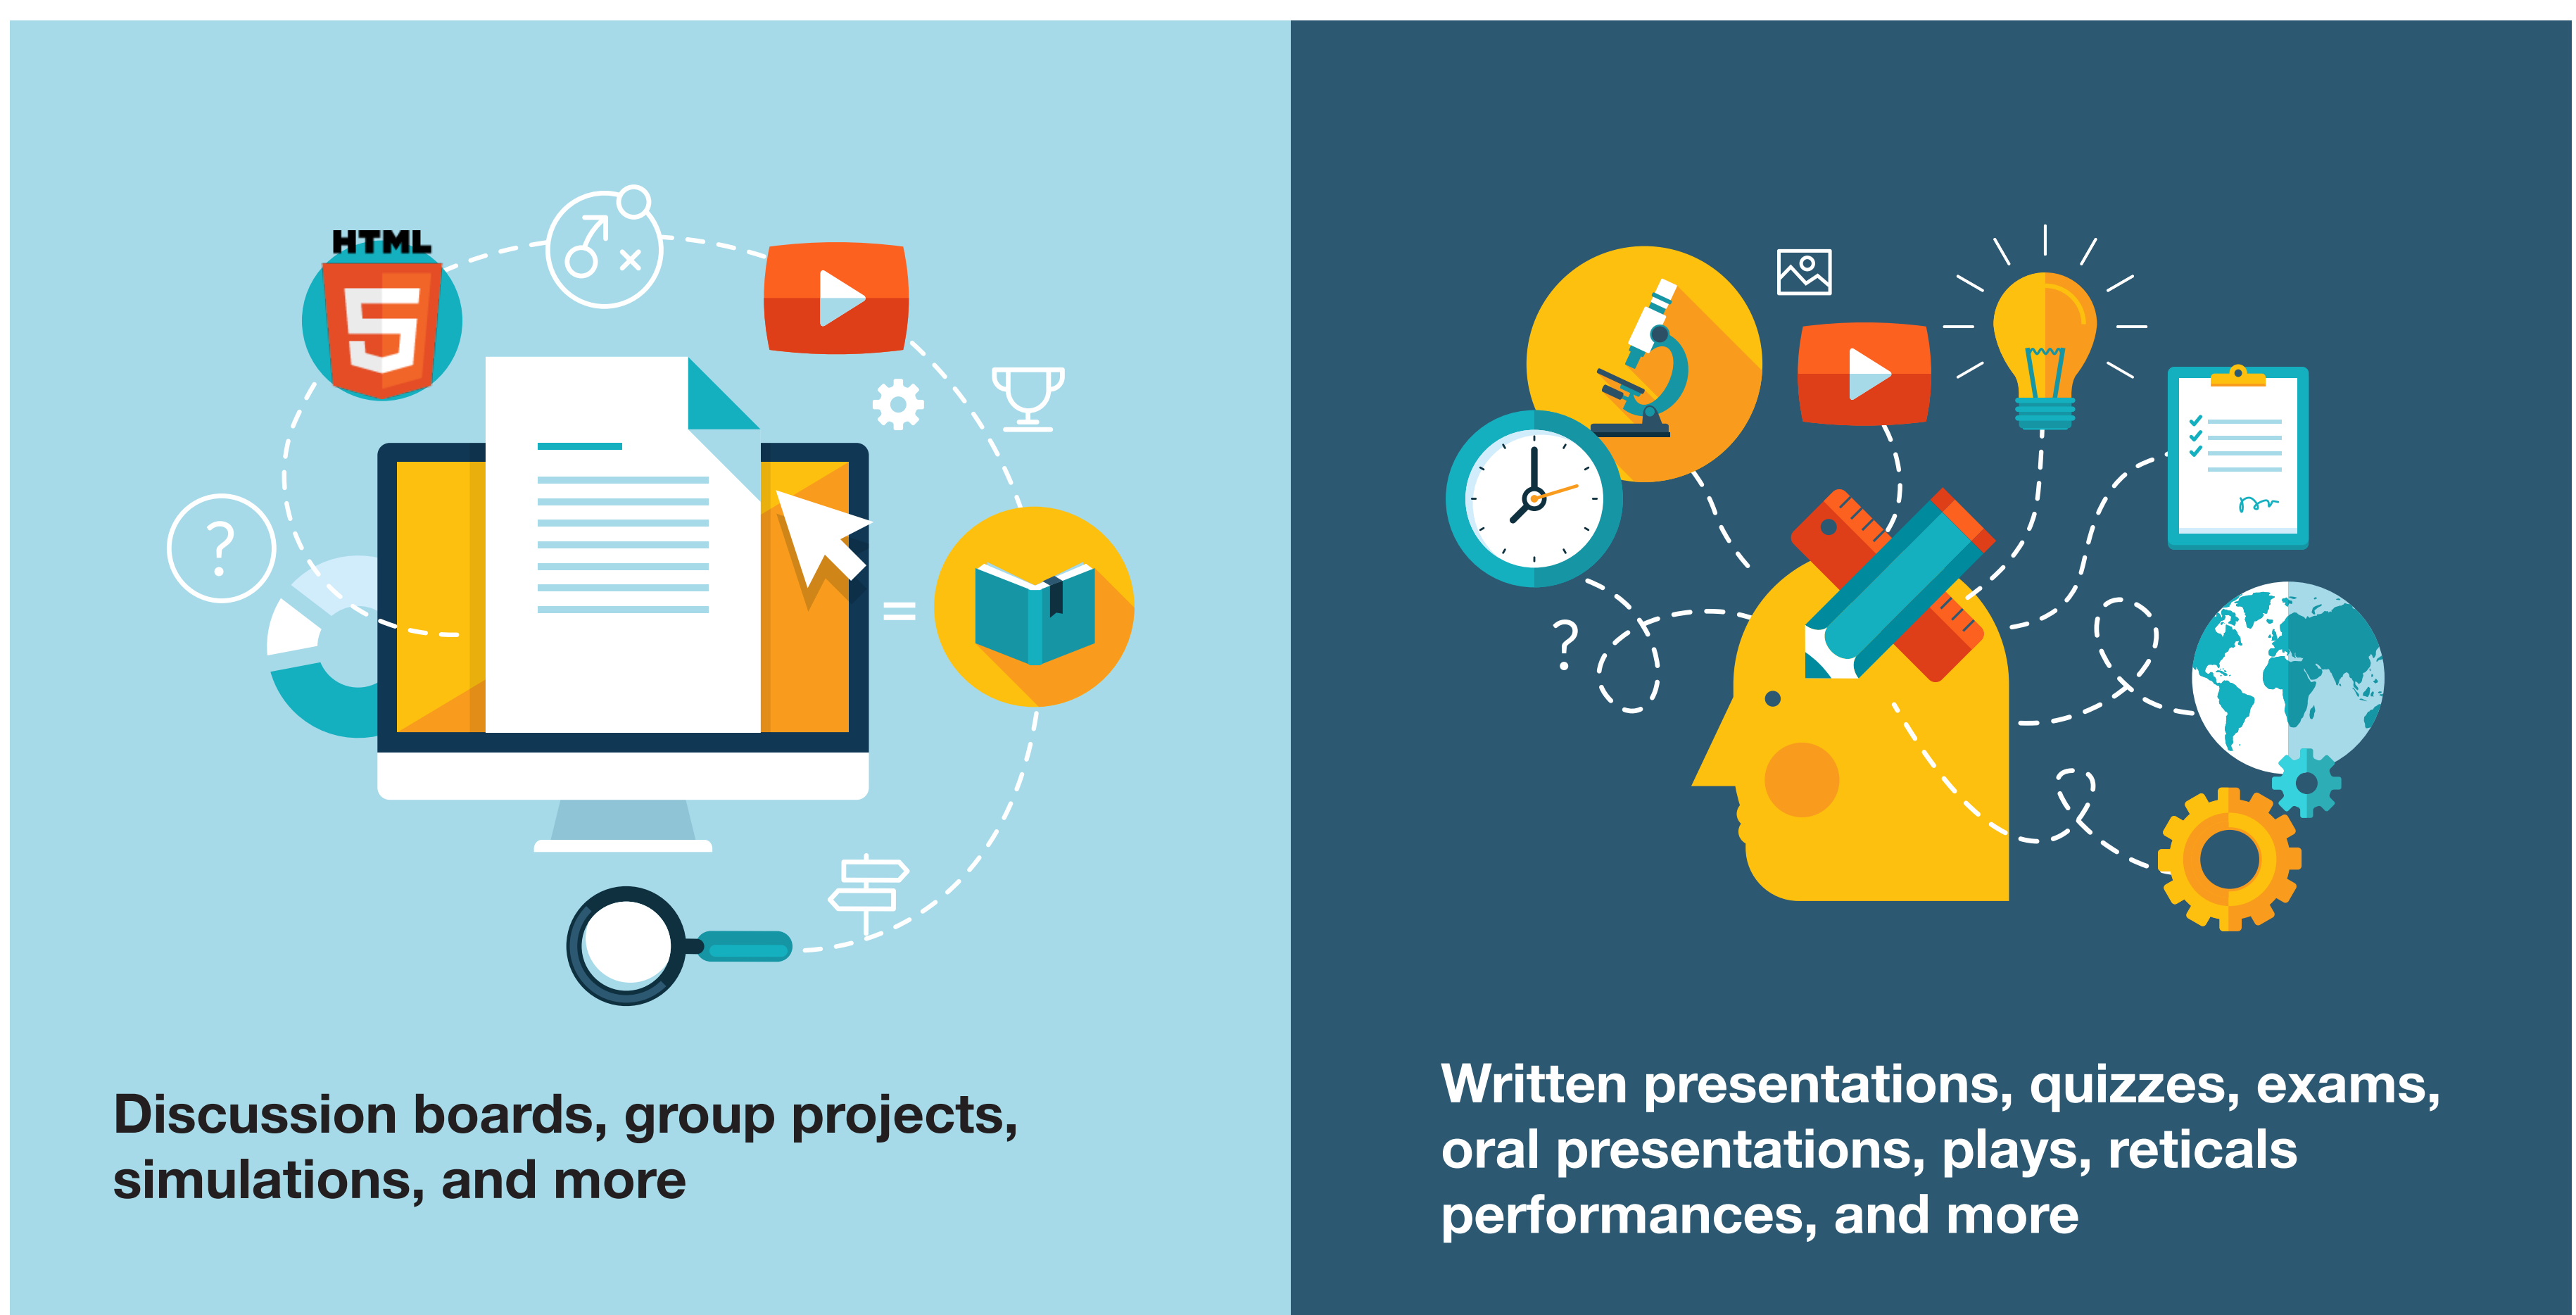 HTML
5
?
=
Discussion boards, group projects,
simulations, and more
?
Written presentations, quizzes, exams,
oral presentations, plays, reticals
performances, and more